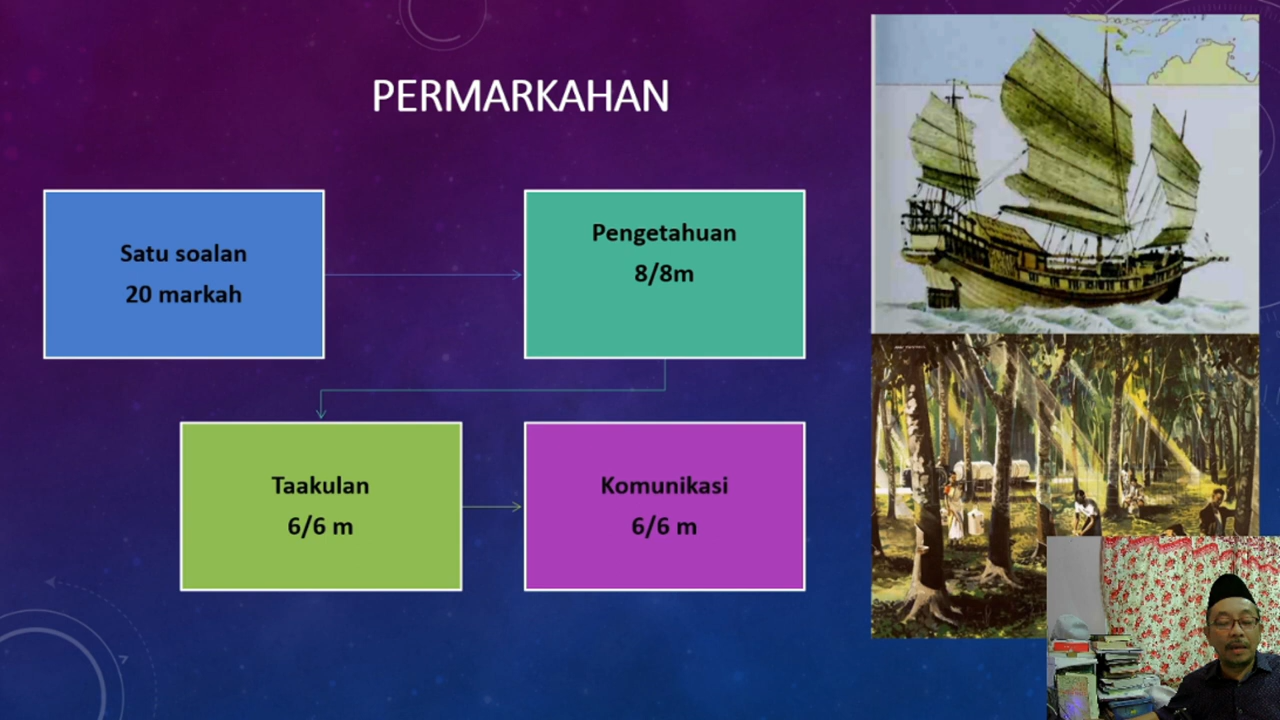 PERMARKAHAN
Satu soalan
20 markah
Pengetahuan
8/8m
Taakulan
6/6 m
Komunikasi
6/6 m